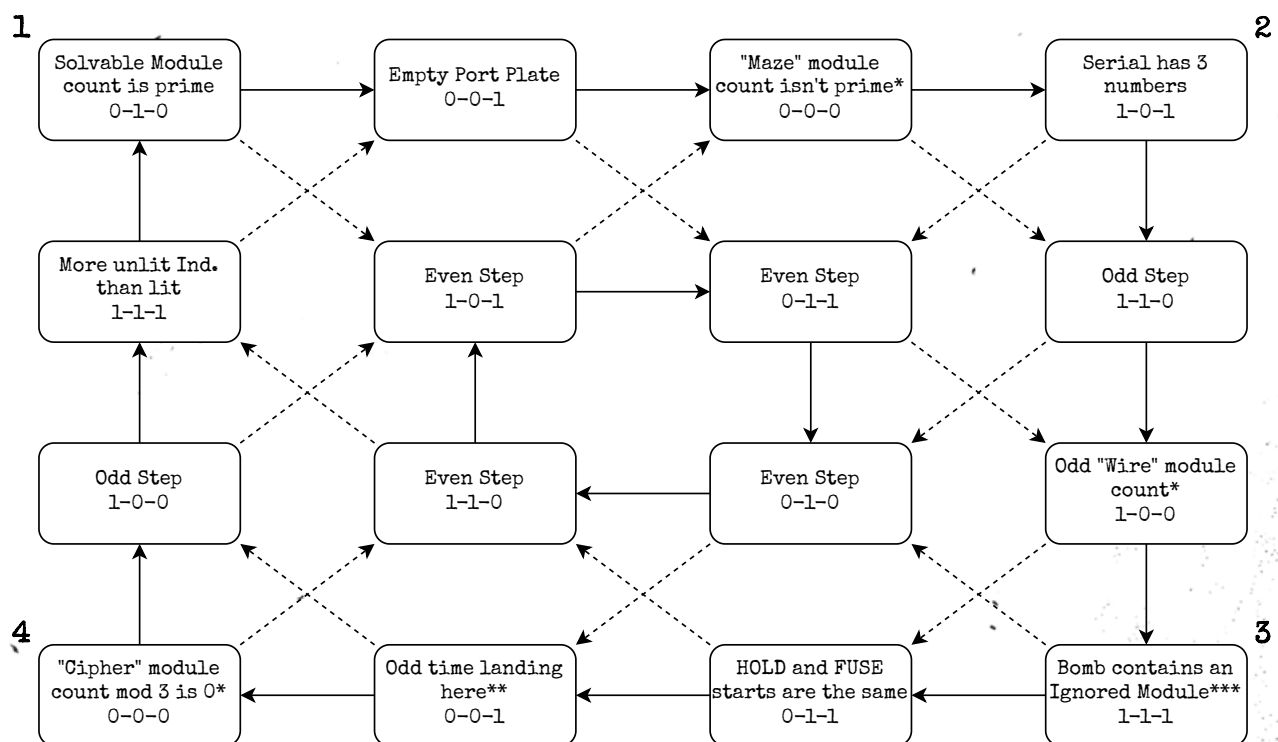 1
2
Solvable Module
count is prime
0-1-0
Empty Port Plate
0-0-1
"Maze" module
count isn't prime*
0-0-0
Serial has 3
numbers
1-0-1
More unlit Ind.
than lit
1-1-1
Even Step
1-0-1
Even Step
0-1-1
Odd Step
1-1-0
Odd Step
1-0-0
Even Step
1-1-0
Even Step
0-1-0
Odd "Wire" module
count*
1-0-0
4
3
"Cipher" module
count mod 3 is 0*
0-0-0
Odd time landing
here**
0-0-1
HOLD and FUSE
starts are the same
0-1-1
Bomb contains an
Ignored Module***
1-1-1